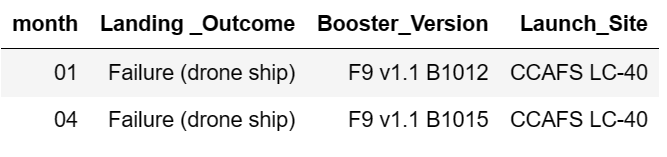 month Landing _Outcome Booster_Version Launch_Site
01 Failure (drone ship) F9 v1.1 B1012 CCAFS LC-40
04 Failure (drone ship) F9 v1.1 B1015 CCAFS LC-40